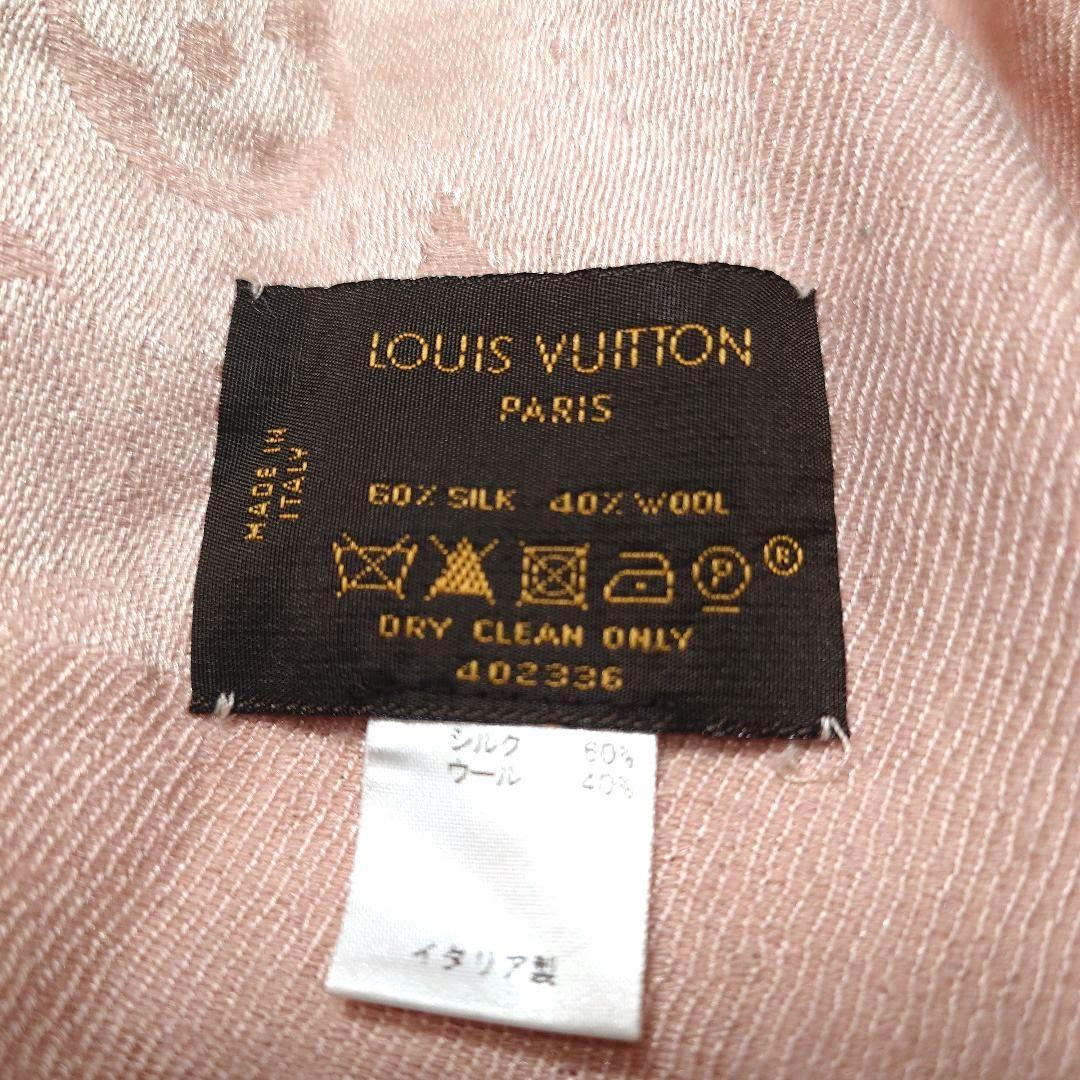 LOUIS VUITTON
PARIS
MADE IN
ITALY
60% SILK 40% WOOL
P ®
DRY CLEAN ONLY
402336
シルク 60%
ウール 40%
イタリア製